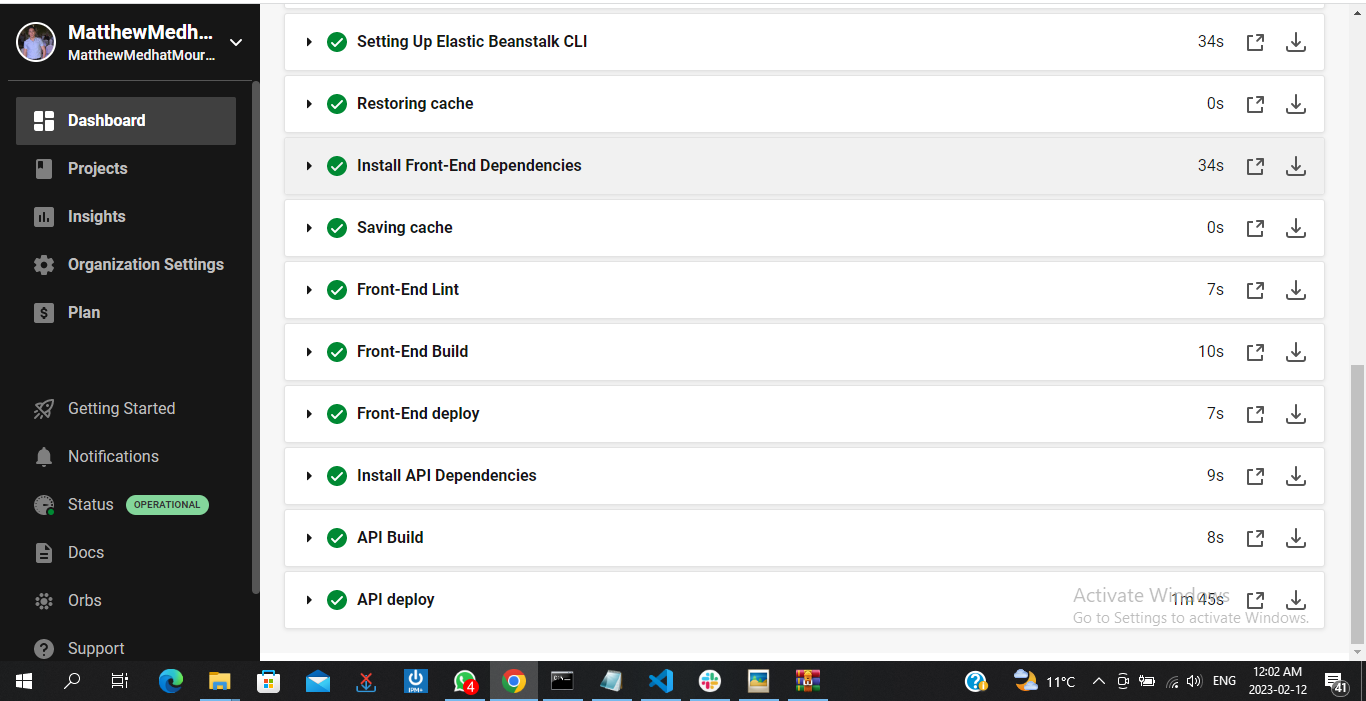 MatthewMedh...
MatthewMedhatMour...
Dashboard
Projects
Insights
Organization Settings
Plan
Getting Started
Notifications
Status OPERATIONAL
Docs
Orbs
Support
Setting Up Elastic Beanstalk CLI 34s
Restoring cache 0s
Install Front-End Dependencies 34s
Saving cache 0s
Front-End Lint 7s
Front-End Build 10s
Front-End deploy 7s
Install API Dependencies 9s
API Build 8s
API deploy 1m 45s
Activate Windows
Go to Settings to activate Windows.
IPM+
4
11°C
ENG
12:02 AM
2023-02-12
41